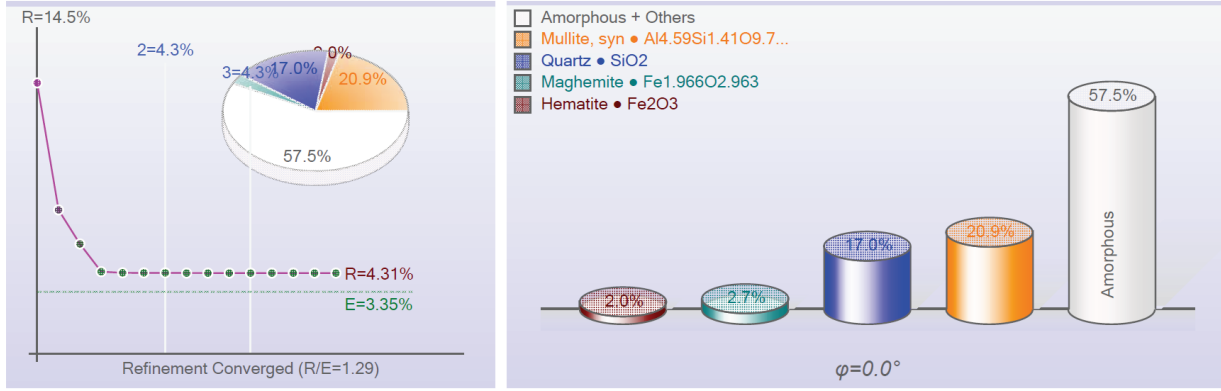 R=14.5%
2=4.3%
3=4.3%
17.0%
2.0%
20.9%
57.5%
R=4.31%
E=3.35%
Refinement Converged (R/E=1.29)
Amorphous + Others
Mullite, syn ● Al4.59Si1.41O9.7...
Quartz ● SiO2
Maghemite ● Fe1.966O2.963
Hematite ● Fe2O3
2.0%
2.7%
17.0%
20.9%
57.5%
Amorphous
φ=0.0°